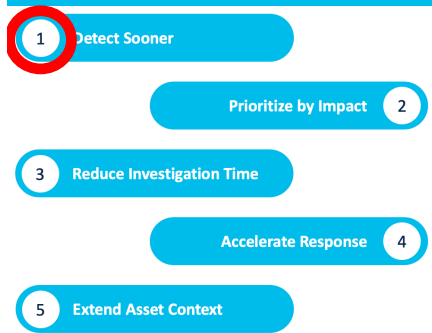 1 Detect Sooner
Prioritize by Impact 2
3 Reduce Investigation Time
Accelerate Response 4
5 Extend Asset Context